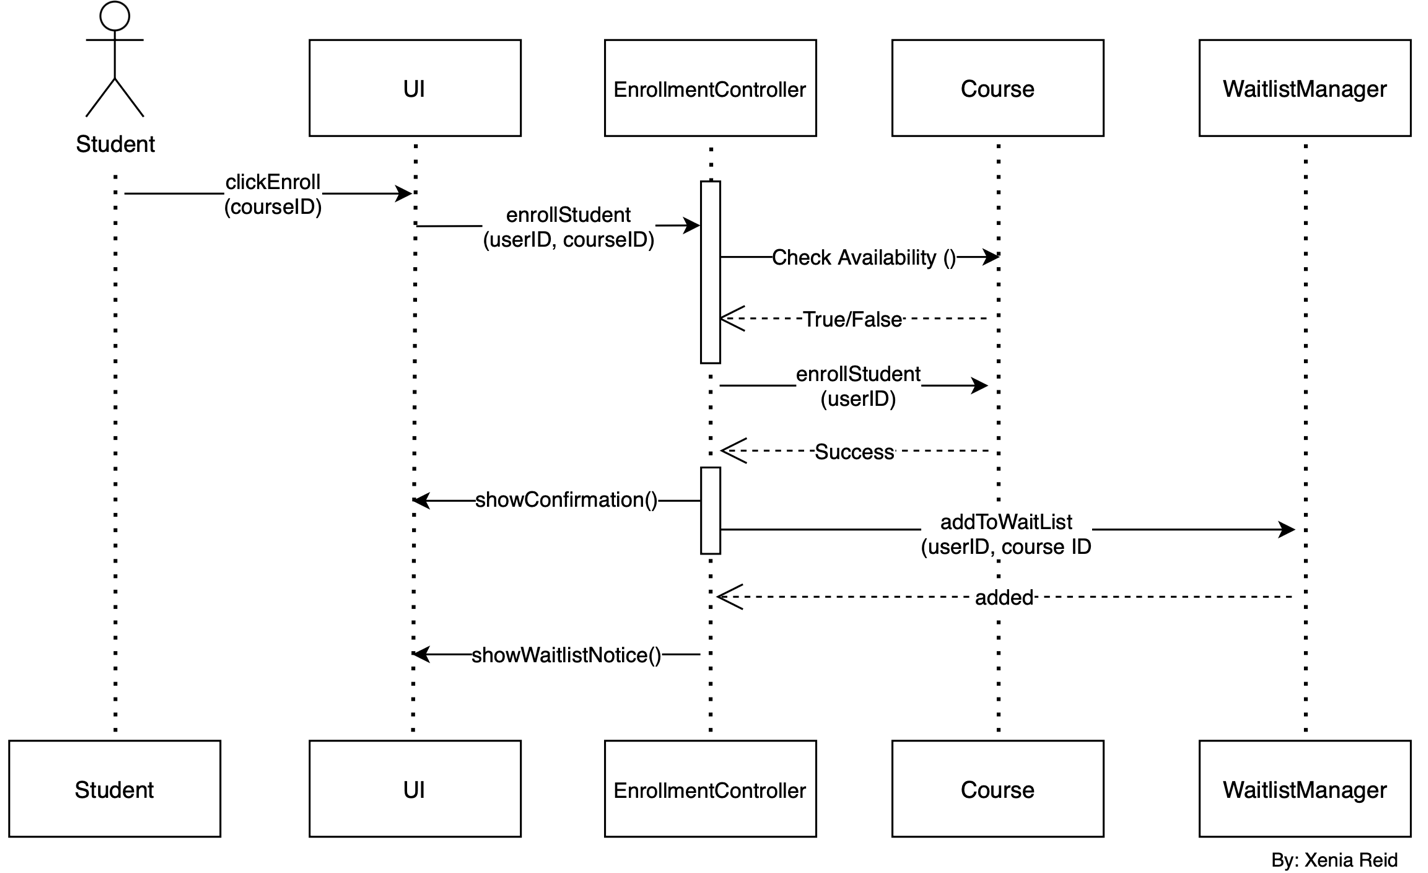 Student
UI
EnrollmentController
Course
WaitlistManager
clickEnroll
(courseID)
enrollStudent
(userID, courseID)
Check Availability ()
True/False
enrollStudent
(userID)
Success
showConfirmation()
addToWaitList
(userID, course ID
added
showWaitlistNotice()
Student
UI
EnrollmentController
Course
WaitlistManager
By: Xenia Reid